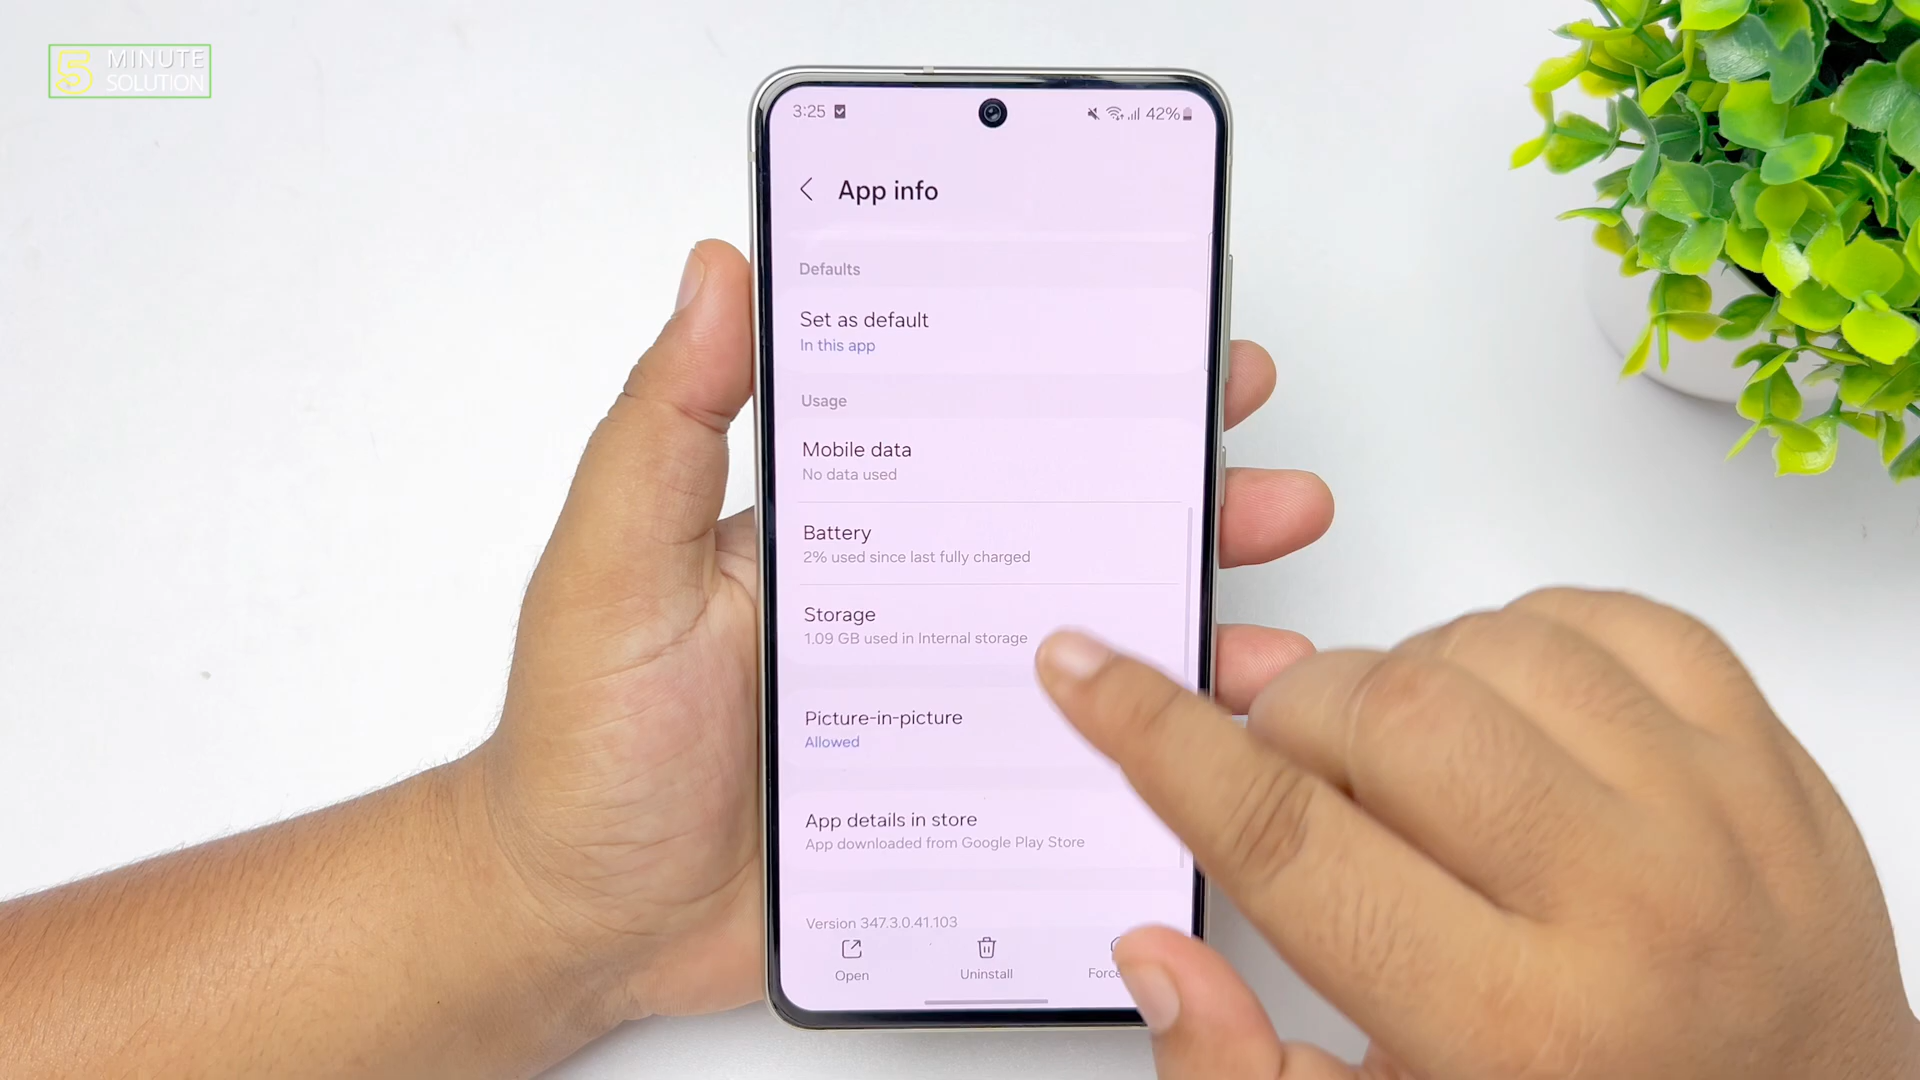 5 MINUTE
SOLUTION
3:25
42%
App info
Defaults
Set as default
In this app
Usage
Mobile data
No data used
Battery
2% used since last fully charged
Storage
1.09 GB used in Internal storage
Picture-in-picture
Allowed
App details in store
App downloaded from Google Play Store
Version 347.3.0.41.103
Open
Uninstall
Force